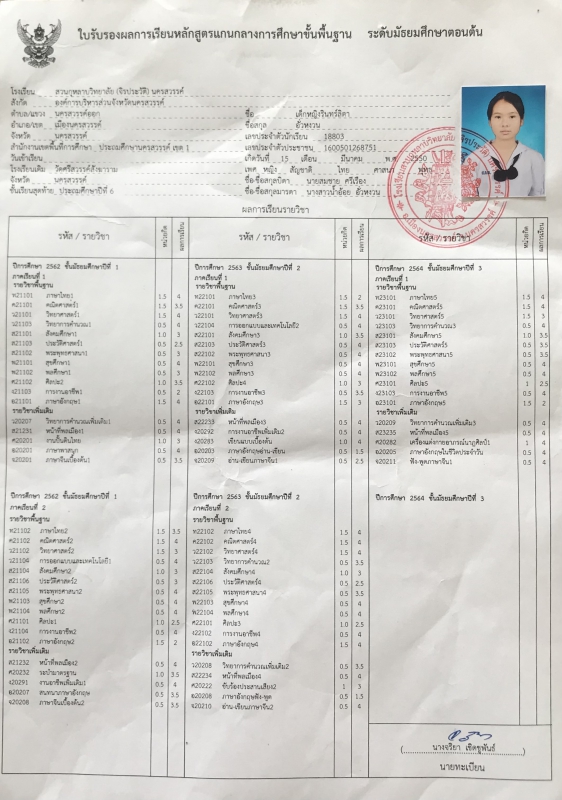 ใบรับรองผลการเรียนหลักสูตรแกนกลางการศึกษาขั้นพื้นฐาน ระดับมัธยมศึกษาตอนต้น
โรงเรียน สวนกุหลาบวิทยาลัย (จิรประวัติ) นครสวรรค์
สังกัด องค์การบริหารส่วนจังหวัดนครสวรรค์
ตำบล/แขวง นครสวรรค์ออก
อำเภอ/เขต เมืองนครสวรรค์
จังหวัด นครสวรรค์
สำนักงานเขตพื้นที่การศึกษา ประถมศึกษานครสวรรค์ เขต 1
วันเข้าเรียน
โรงเรียนเดิม วัดศรีสวัสดิ์สังฆาราม
จังหวัด นครสวรรค์
ชั้นเรียนสุดท้าย ประถมศึกษาปีที่ 6
ชื่อ เด็กหญิงรินทร์ลิตา
ชื่อสกุล อัวหงวน
เลขประจำตัวนักเรียน 18803
เลขประจำตัวประชาชน 1600501268751
เกิดวันที่ 15 เดือน มีนาคม พ.ศ. 2550
เพศ หญิง สัญชาติ ไทย ศาสนา พุทธ
ชื่อ-ชื่อสกุลบิดา นายสมชาย ศรีเรือง
ชื่อ-ชื่อสกุลมารดา นางสาวน้ำอ้อย อัวหงวน
ผลการเรียนรายวิชา
รหัส / รายวิชา หน่วยกิต ผลการเรียน
รหัส / รายวิชา หน่วยกิต ผลการเรียน
รหัส / รายวิชา หน่วยกิต ผลการเรียน
ปีการศึกษา 2562 ชั้นมัธยมศึกษาปีที่ 1
ภาคเรียนที่ 1
รายวิชาพื้นฐาน
ท21101 ภาษาไทย1 1.5 4
ค21101 คณิตศาสตร์1 1.5 3.5
ว21101 วิทยาศาสตร์1 1.5 4
ว21103 วิทยาการคำนวณ1 0.5 4
ส21101 สังคมศึกษา1 1.0 3
ส21103 ประวัติศาสตร์1 0.5 2.5
ส21102 พระพุทธศาสนา1 0.5 3
พ21101 สุขศึกษา1 0.5 4
พ21102 พลศึกษา1 0.5 3
ศ21102 ศิลปะ2 1.0 3.5
ง21103 การงานอาชีพ1 0.5 2
อ21101 ภาษาอังกฤษ1 1.5 4
รายวิชาเพิ่มเติม
ว20207 วิทยาการคำนวณเพิ่มเติม1 0.5 4
ส21231 หน้าที่พลเมือง1 0.5 4
ศ20201 งานปั้นดินไทย 1.0 3
อ20201 ภาษาพาสนุก 0.5 4
จ20201 ภาษาจีนเบื้องต้น1 0.5 3.5
ปีการศึกษา 2563 ชั้นมัธยมศึกษาปีที่ 2
ภาคเรียนที่ 1
รายวิชาพื้นฐาน
ท22101 ภาษาไทย3 1.5 2
ค22101 คณิตศาสตร์3 1.5 3.5
ว22101 วิทยาศาสตร์3 1.5 4
ว22104 การออกแบบและเทคโนโลยี2 0.5 4
ส22101 สังคมศึกษา3 1.0 3.5
ส22103 ประวัติศาสตร์3 0.5 4
ส22102 พระพุทธศาสนา3 0.5 4
พ22101 สุขศึกษา3 0.5 4
พ22102 พลศึกษา3 0.5 4
ศ22102 ศิลปะ4 1.0 3
ง22101 การงานอาชีพ3 0.5 3.5
อ22101 ภาษาอังกฤษ3 1.5 3
รายวิชาเพิ่มเติม
ส22233 หน้าที่พลเมือง3 0.5 4
ง20292 การงานอาชีพเพิ่มเติม2 0.5 4
ศ20283 เขียนแบบเบื้องต้น 1.0 4
อ20203 ภาษาอังกฤษอ่าน-เขียน 0.5 1.5
จ20209 อ่าน-เขียนภาษาจีน1 0.5 2.5
ปีการศึกษา 2564 ชั้นมัธยมศึกษาปีที่ 3
ภาคเรียนที่ 1
รายวิชาพื้นฐาน
ท23101 ภาษาไทย5 1.5 4
ค23101 คณิตศาสตร์5 1.5 4
ว23101 วิทยาศาสตร์5 1.5 3
ว23103 วิทยาการคำนวณ3 0.5 4
ส23101 สังคมศึกษา5 1.0 3.5
ส23103 ประวัติศาสตร์5 0.5 3.5
ส23102 พระพุทธศาสนา5 0.5 3.5
พ23101 สุขศึกษา5 0.5 4
พ23102 พลศึกษา5 0.5 4
ศ23101 ศิลปะ5 1 2.5
ง23103 การงานอาชีพ5 0.5 4
อ23101 ภาษาอังกฤษ5 1.5 2
รายวิชาเพิ่มเติม
ว20209 วิทยาการคำนวณเพิ่มเติม3 0.5 4
ส23235 หน้าที่พลเมือง5 0.5 4
ศ20282 เครื่องแต่งกายอาภรณ์นาฏศิลป์1 1 4
อ20205 ภาษาอังกฤษในชีวิตประจำวัน 0.5 4
จ20211 ฟัง-พูดภาษาจีน1 0.5 4
ปีการศึกษา 2562 ชั้นมัธยมศึกษาปีที่ 1
ภาคเรียนที่ 2
รายวิชาพื้นฐาน
ท21102 ภาษาไทย2 1.5 3.5
ค21102 คณิตศาสตร์2 1.5 4
ว21102 วิทยาศาสตร์2 1.5 3
ว21104 การออกแบบและเทคโนโลยี1 0.5 4
ส21104 สังคมศึกษา2 1.0 3
ส21106 ประวัติศาสตร์2 0.5 3
ส21105 พระพุทธศาสนา2 0.5 4
พ21103 สุขศึกษา2 0.5 4
พ21104 พลศึกษา2 0.5 4
ศ21101 ศิลปะ1 1.0 2.5
ง21104 การงานอาชีพ2 0.5 4
อ21102 ภาษาอังกฤษ2 1.5 2
รายวิชาเพิ่มเติม
ส21232 หน้าที่พลเมือง2 0.5 4
ศ20232 ระบำมาตรฐาน 1.0 3.5
ง20291 งานอาชีพเพิ่มเติม1 0.5 4
อ20207 สนทนาภาษาอังกฤษ 0.5 3.5
จ20208 ภาษาจีนเบื้องต้น2 0.5 3.5
ปีการศึกษา 2563 ชั้นมัธยมศึกษาปีที่ 2
ภาคเรียนที่ 2
รายวิชาพื้นฐาน
ท22102 ภาษาไทย4 1.5 4
ค22102 คณิตศาสตร์4 1.5 4
ว22102 วิทยาศาสตร์4 1.5 4
ว22103 วิทยาการคำนวณ2 0.5 3.5
ส22104 สังคมศึกษา4 1.0 3
ส22106 ประวัติศาสตร์4 0.5 2.5
ส22105 พระพุทธศาสนา4 0.5 3.5
พ22103 สุขศึกษา4 0.5 4
พ22104 พลศึกษา4 0.5 4
ศ22101 ศิลปะ3 1.0 2.5
ง22102 การงานอาชีพ4 0.5 4
อ22102 ภาษาอังกฤษ4 1.5 4
รายวิชาเพิ่มเติม
ว20208 วิทยาการคำนวณเพิ่มเติม2 0.5 3.5
ส22234 หน้าที่พลเมือง4 0.5 4
ศ20222 ขับร้องประสานเสียง2 1 3
อ20208 ภาษาอังกฤษฟัง-พูด 0.5 1.5
จ20210 อ่าน-เขียนภาษาจีน2 0.5 4
ปีการศึกษา 2564 ชั้นมัธยมศึกษาปีที่ 3
(นางจริยา เชิดชูพันธ์)
นายทะเบียน